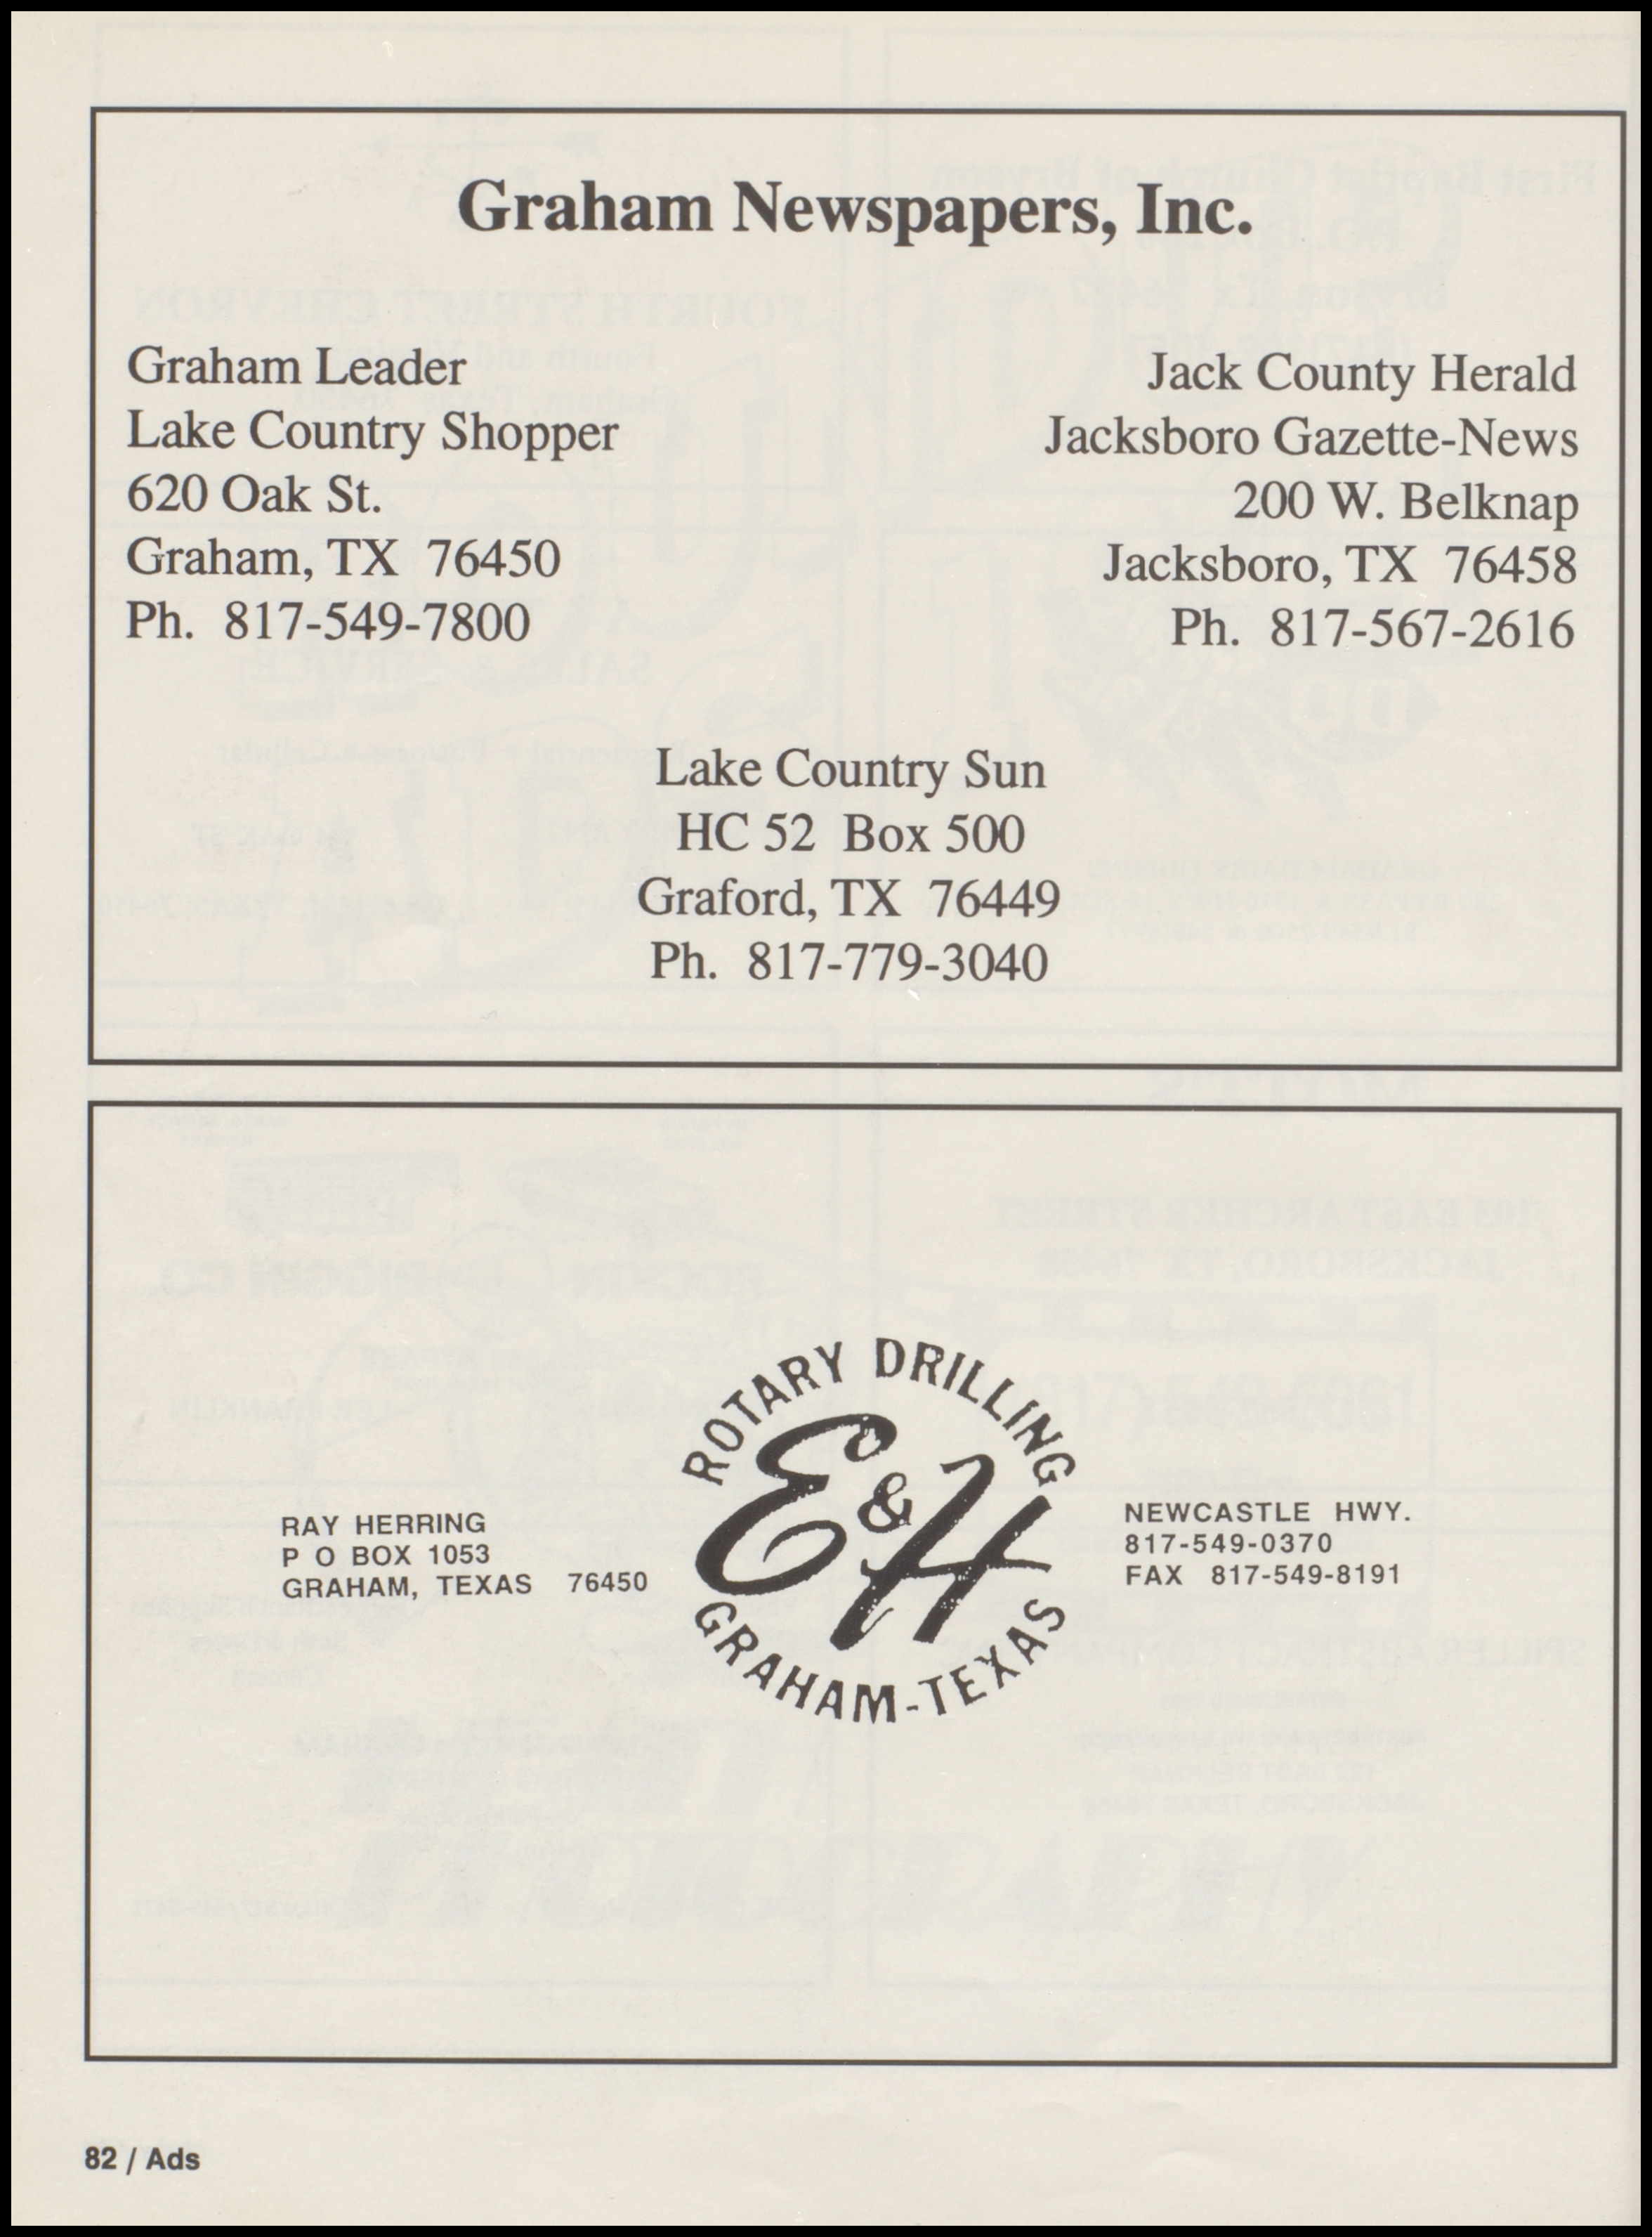 Graham Newspapers, Inc.
Graham Leader
Lake Country Shopper
620 Oak St.
Graham, TX 76450
Ph. 817-549-7800
Jack County Herald
Jacksboro Gazette-News
200 W. Belknap
Jacksboro, TX 76458
Ph. 817-567-2616
Lake Country Sun
HC 52 Box 500
Graford, TX 76449
Ph. 817-779-3040
RAY HERRING
P O BOX 1053
GRAHAM, TEXAS 76450
ROTARY DRILLING
E & H
GRAHAM-TEXAS
NEWCASTLE HWY.
817-549-0370
FAX 817-549-8191
82 / Ads